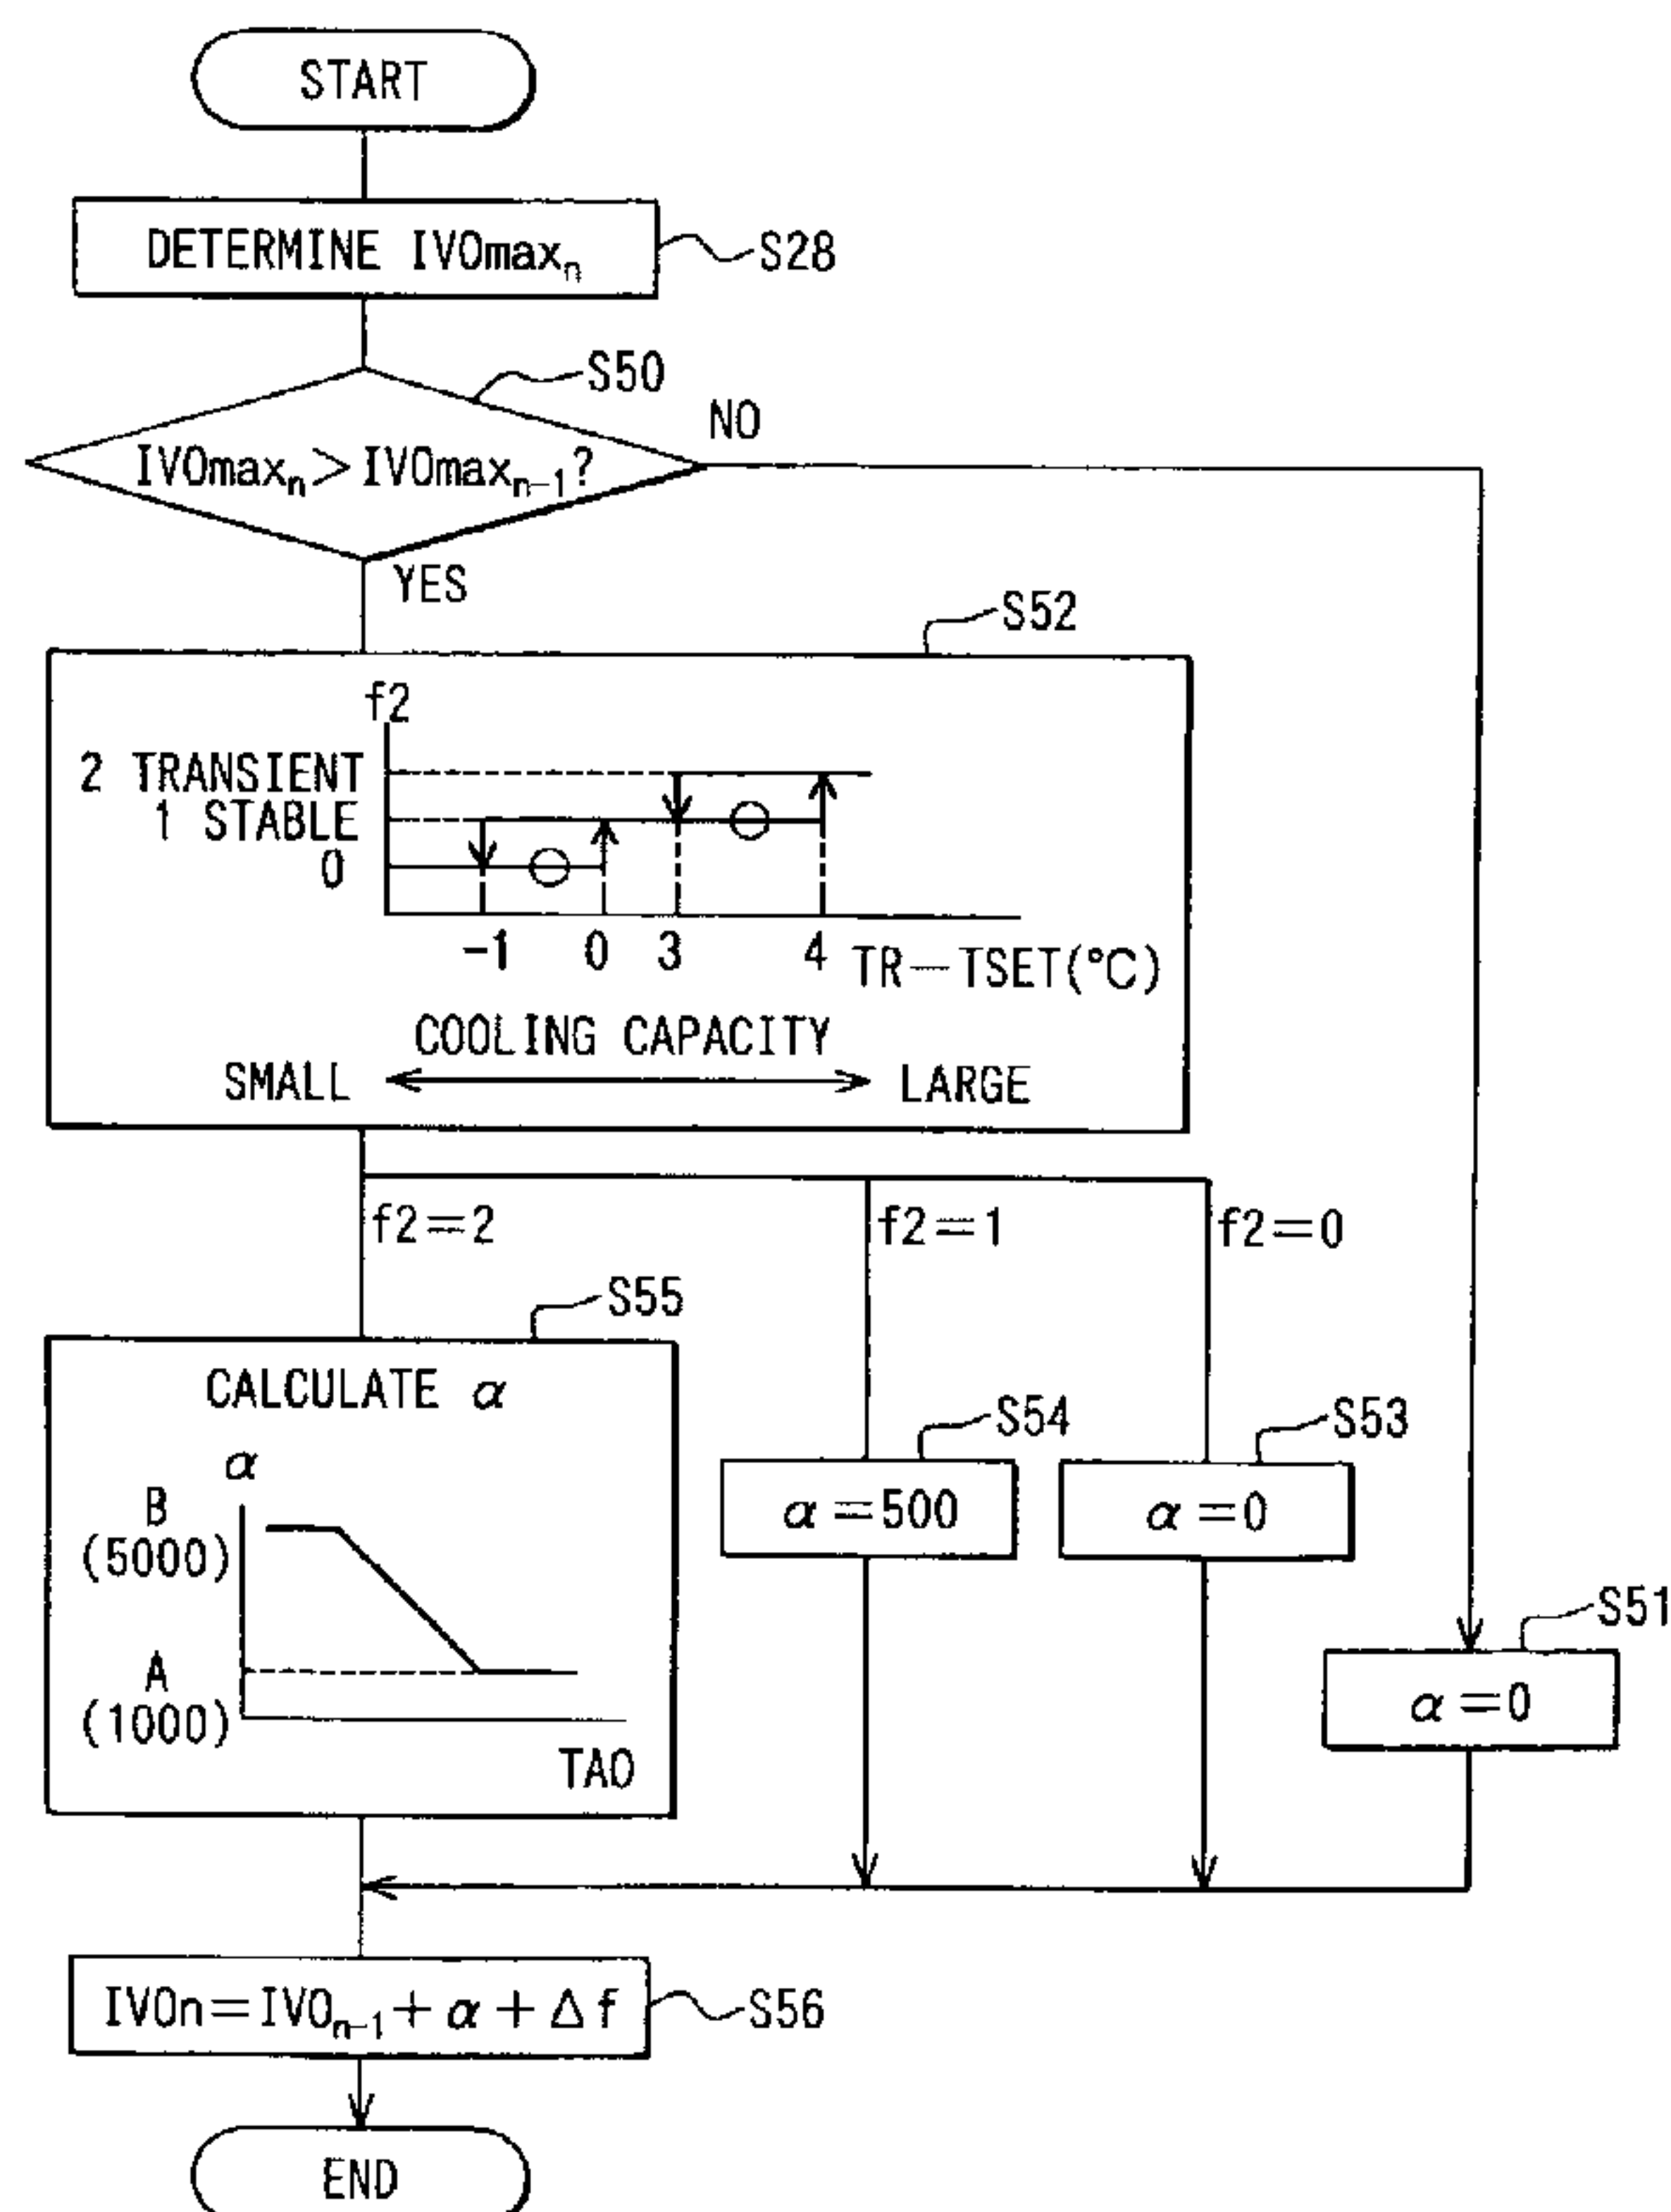 START
DETERMINE IVOmaxn
S28
S50
NO
IVOmaxn > IVOmaxn-1?
YES
S52
f2
2 TRANSIENT
1 STABLE
0
-1 0 3 4 TR-TSET(°C)
COOLING CAPACITY
SMALL LARGE
f2=2 f2=1 f2=0
S55
CALCULATE α
α
B
(5000)
A
(1000)
TAO
S54
α=500
S53
α=0
S51
α=0
IVOn=IVOn-1+α+Δf
S56
END